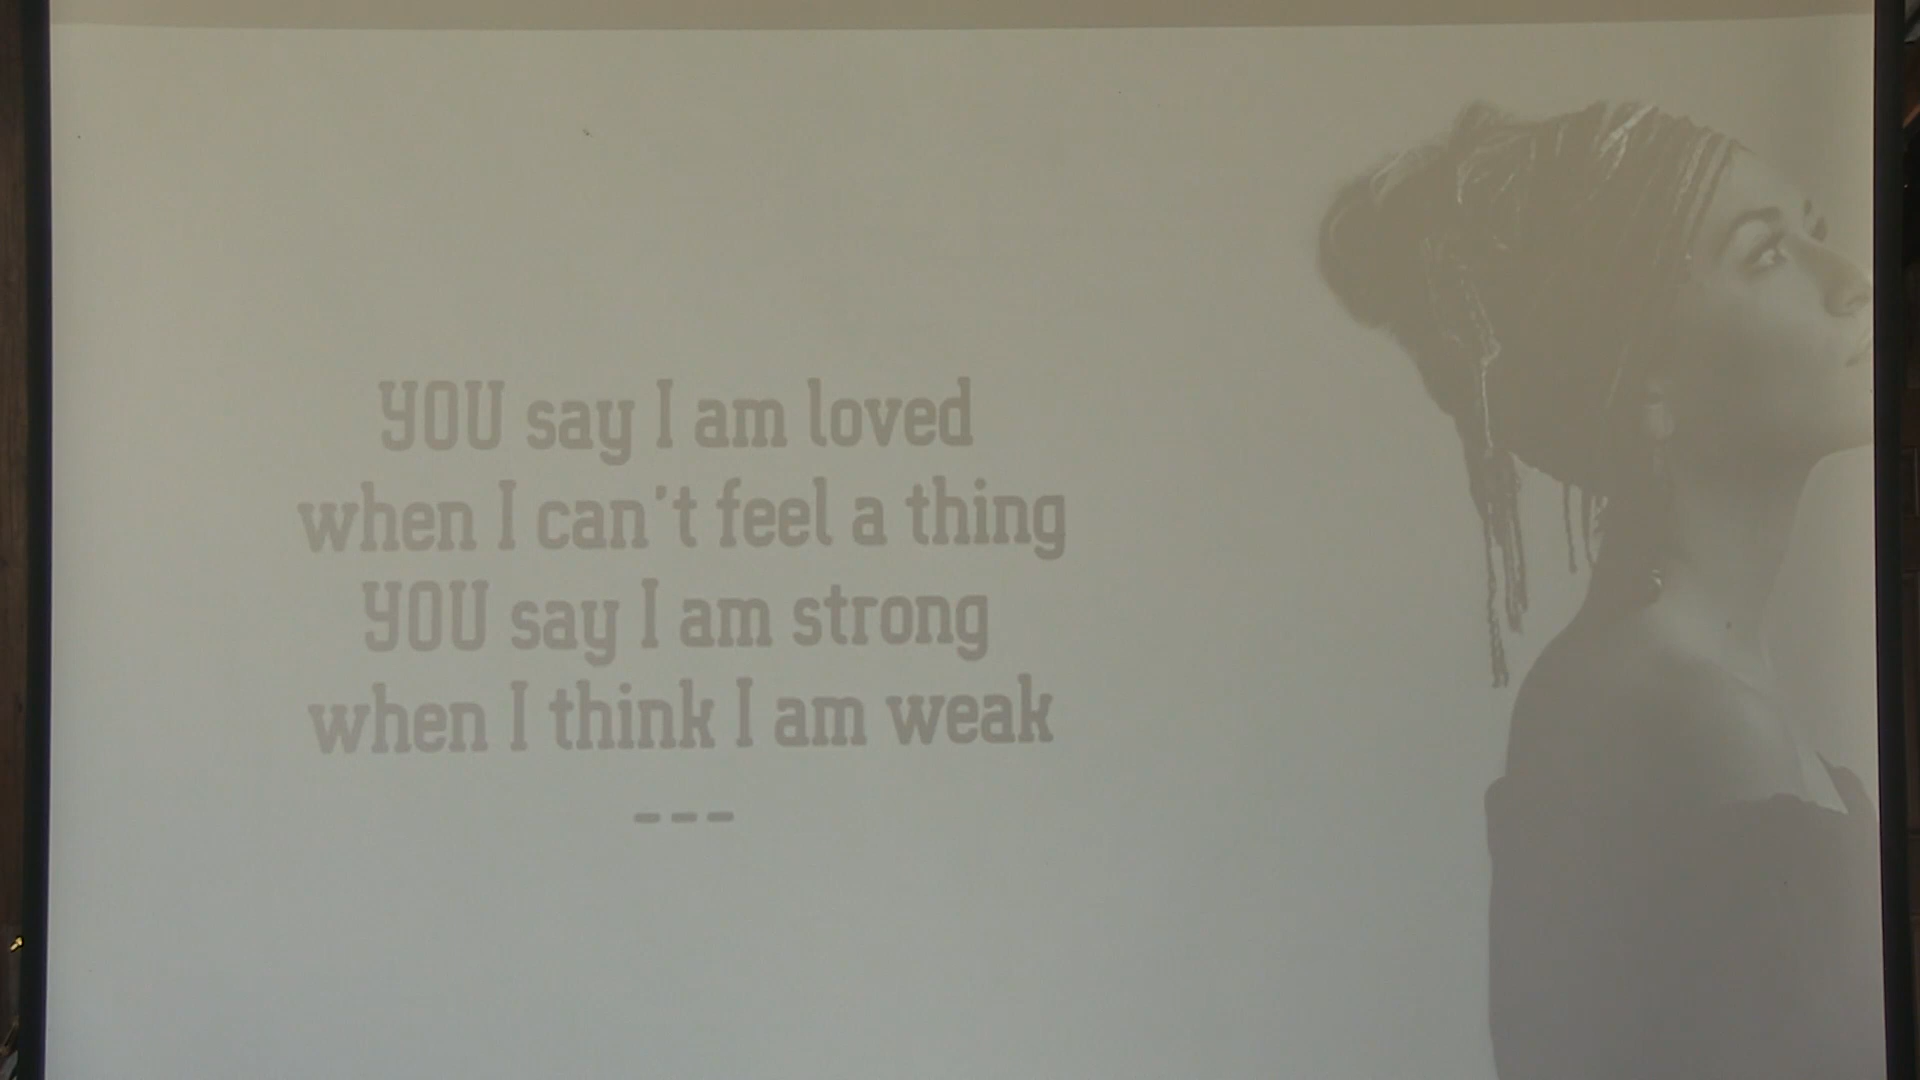 YOU say I am loved
when I can't feel a thing
YOU say I am strong
when I think I am weak
---